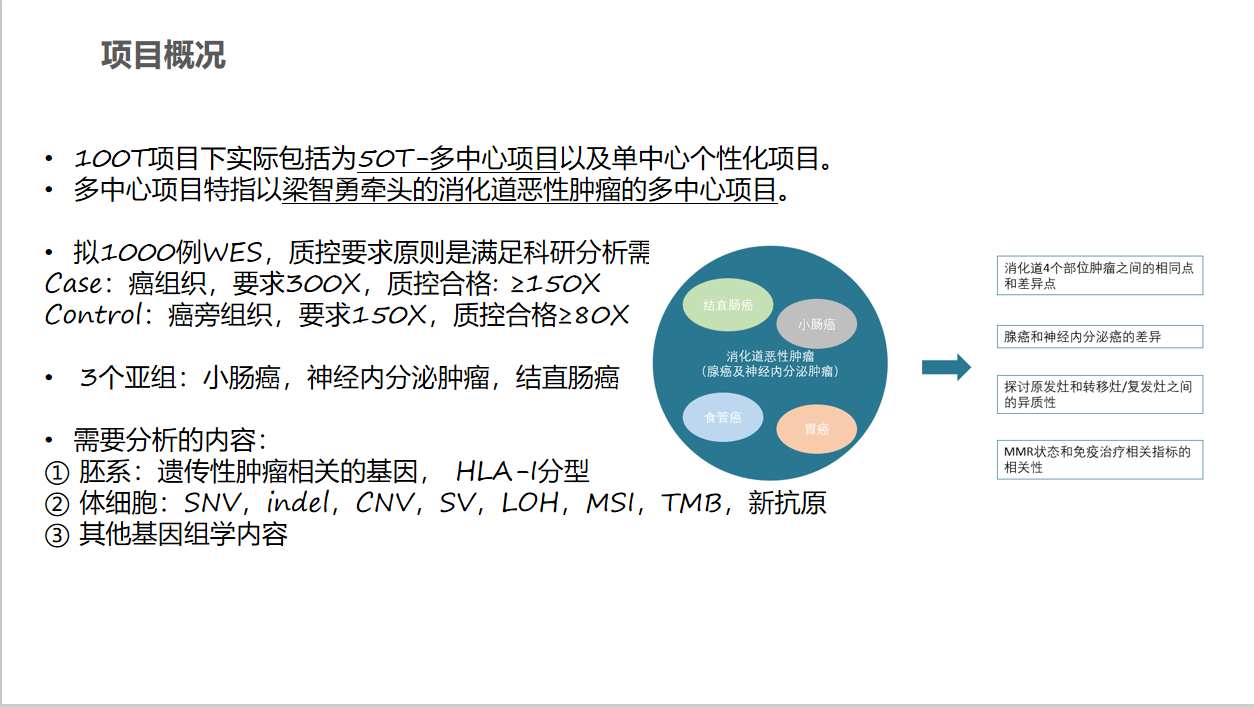 项目概况
• 100T项目下实际包括为50T-多中心项目以及单中心个性化项目。
• 多中心项目特指以梁智勇牵头的消化道恶性肿瘤的多中心项目。
• 拟1000例WES，质控要求原则是满足科研分析需
Case：癌组织，要求300X，质控合格: ≥150X
Control：癌旁组织，要求150X，质控合格≥80X
• 3个亚组：小肠癌，神经内分泌肿瘤，结直肠癌
• 需要分析的内容：
① 胚系：遗传性肿瘤相关的基因， HLA-I分型
② 体细胞：SNV，indel，CNV，SV，LOH，MSI，TMB，新抗原
③ 其他基因组学内容
结直肠癌
小肠癌
消化道恶性肿瘤
（腺癌及神经内分泌肿瘤）
食管癌
胃癌
消化道4个部位肿瘤之间的相同点
和差异点
腺癌和神经内分泌癌的差异
探讨原发灶和转移灶/复发灶之间
的异质性
MMR状态和免疫治疗相关指标的
相关性